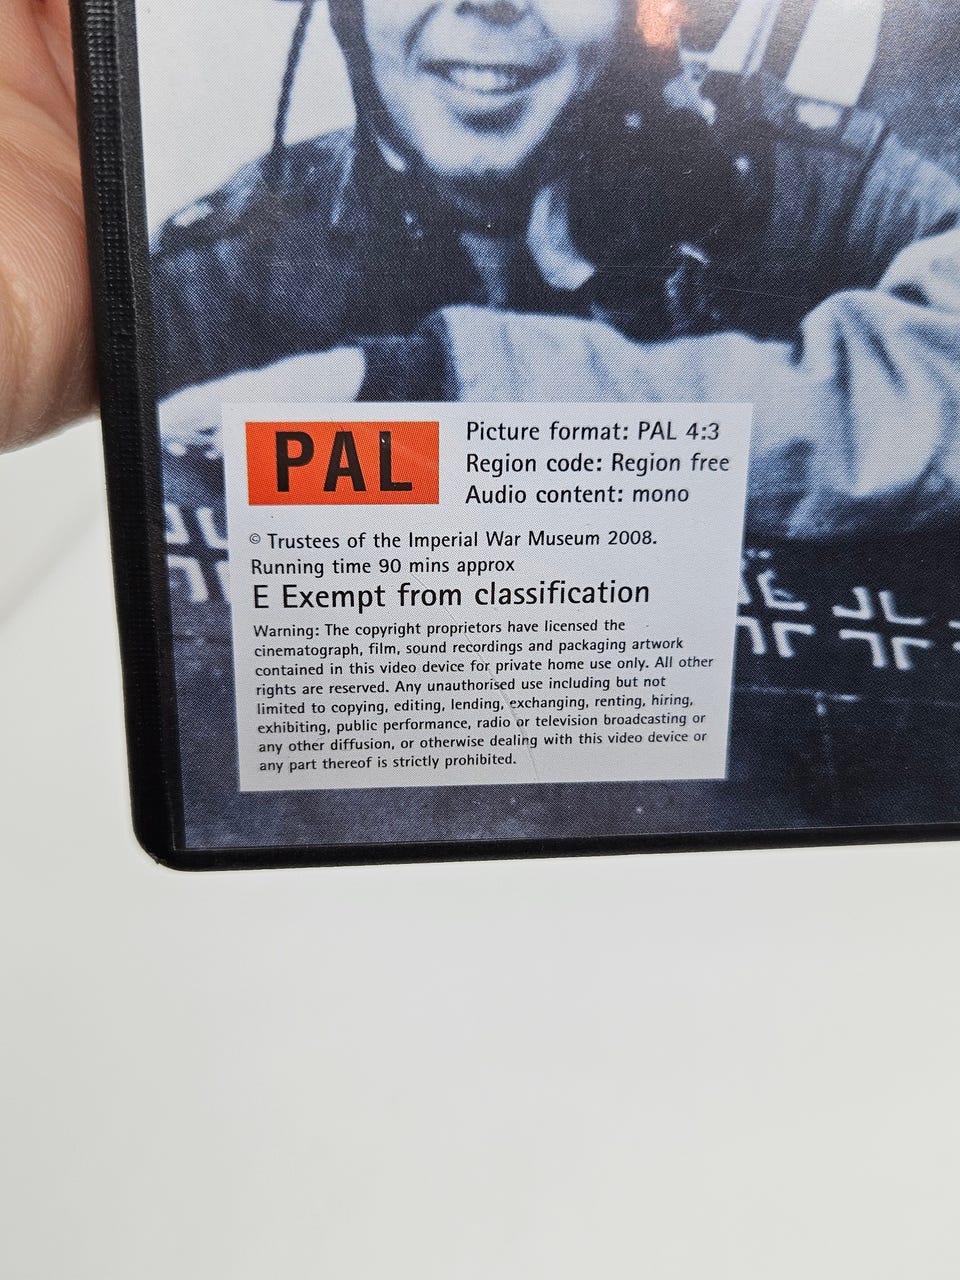 PAL
Picture format: PAL 4:3
Region code: Region free
Audio content: mono
© Trustees of the Imperial War Museum 2008.
Running time 90 mins approx
E Exempt from classification
Warning: The copyright proprietors have licensed the
cinematograph, film, sound recordings and packaging artwork
contained in this video device for private home use only. All other
rights are reserved. Any unauthorised use including but not
limited to copying, editing, lending, exchanging, renting, hiring,
exhibiting, public performance, radio or television broadcasting or
any other diffusion, or otherwise dealing with this video device or
any part thereof is strictly prohibited.